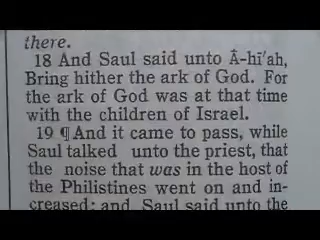 there.
18 And Saul said unto Ā-hī′ah,
Bring hither the ark of God. For
the ark of God was at that time
with the children of Israel.
19 ¶ And it came to pass, while
Saul talked unto the priest, that
the noise that was in the host of
the Philistines went on and in-
creased: and Saul said unto the